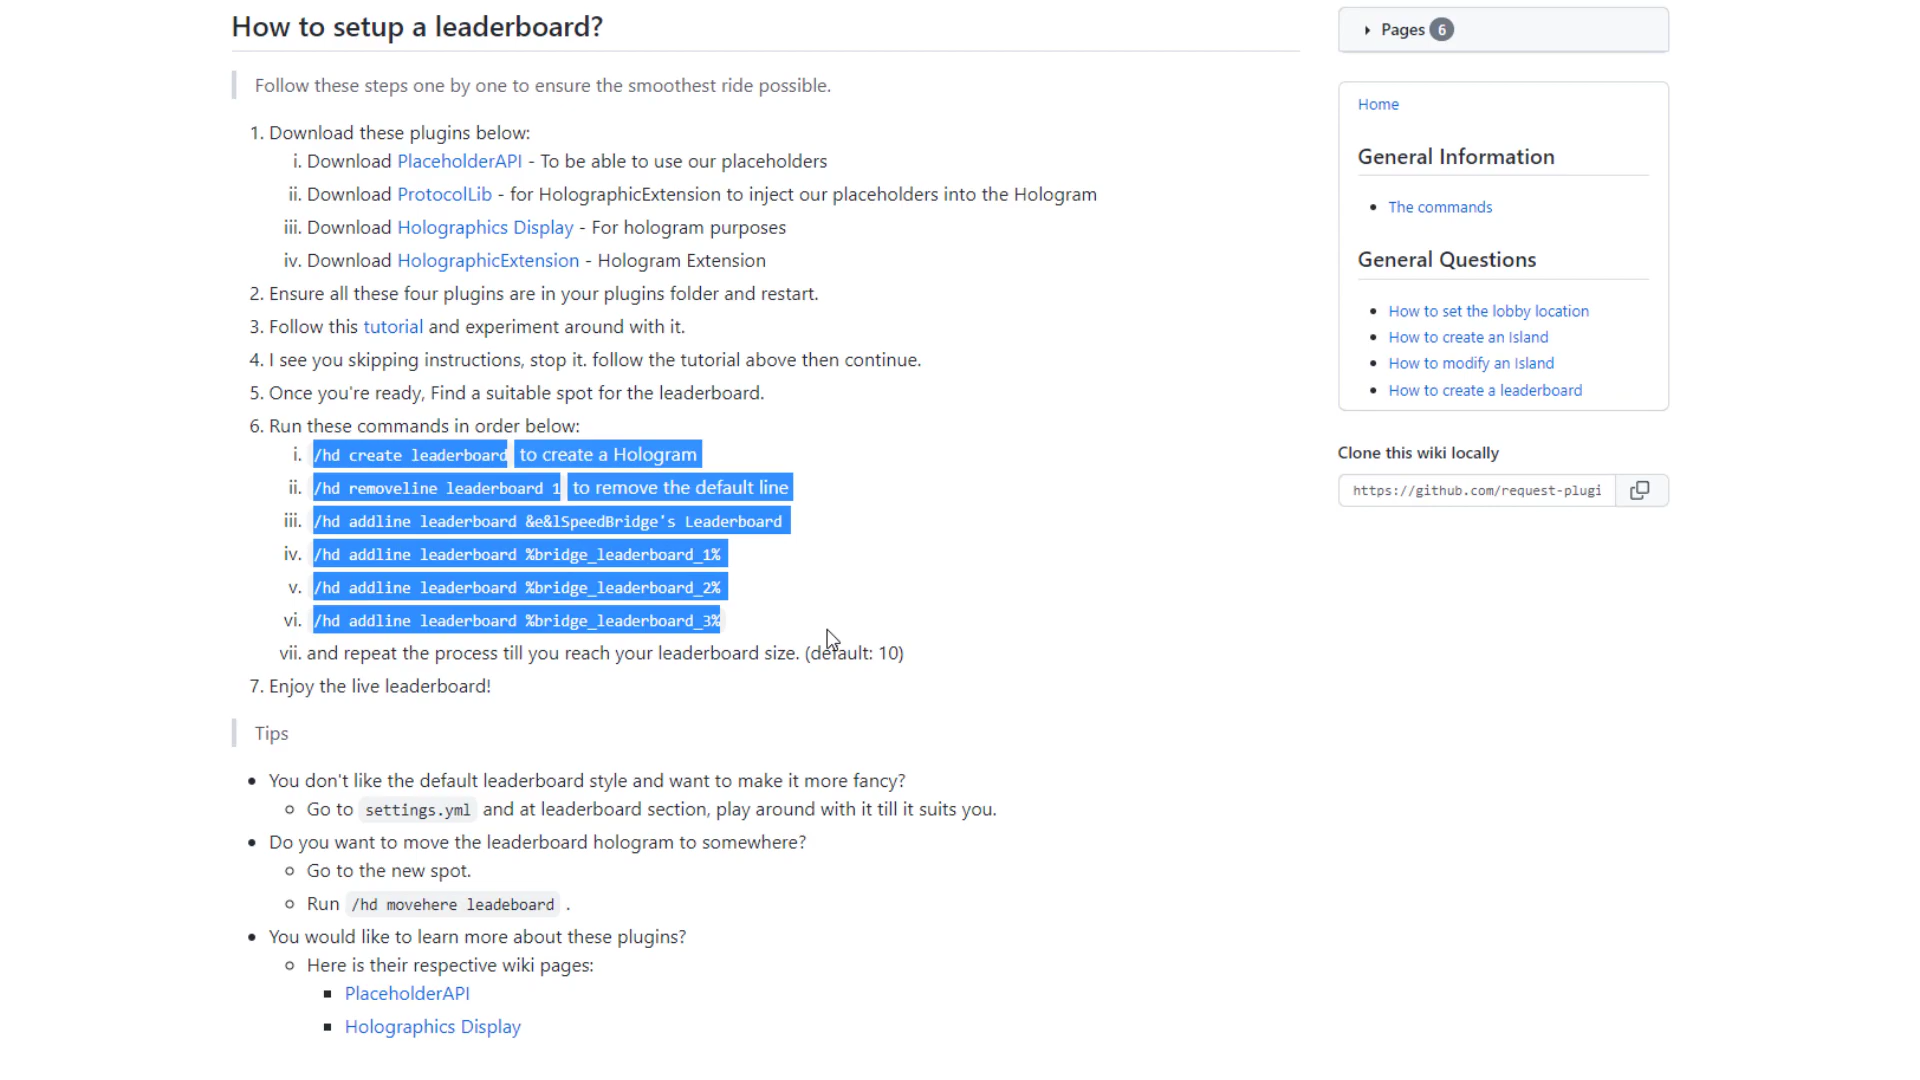 How to setup a leaderboard?
Follow these steps one by one to ensure the smoothest ride possible.
1. Download these plugins below:
i. Download PlaceholderAPI - To be able to use our placeholders
ii. Download ProtocolLib - for HolographicExtension to inject our placeholders into the Hologram
iii. Download Holographics Display - For hologram purposes
iv. Download HolographicExtension - Hologram Extension
2. Ensure all these four plugins are in your plugins folder and restart.
3. Follow this tutorial and experiment around with it.
4. I see you skipping instructions, stop it. follow the tutorial above then continue.
5. Once you're ready, Find a suitable spot for the leaderboard.
6. Run these commands in order below:
i. /hd create leaderboard to create a Hologram
ii. /hd removeline leaderboard 1 to remove the default line
iii. /hd addline leaderboard &e&lSpeedBridge's Leaderboard
iv. /hd addline leaderboard %bridge_leaderboard_1%
v. /hd addline leaderboard %bridge_leaderboard_2%
vi. /hd addline leaderboard %bridge_leaderboard_3%
vii. and repeat the process till you reach your leaderboard size. (default: 10)
7. Enjoy the live leaderboard!
Tips
• You don't like the default leaderboard style and want to make it more fancy?
Go to settings.yml and at leaderboard section, play around with it till it suits you.
• Do you want to move the leaderboard hologram to somewhere?
Go to the new spot.
Run /hd movehere leadeboard .
• You would like to learn more about these plugins?
Here is their respective wiki pages:
PlaceholderAPI
Holographics Display
Pages 6
Home
General Information
• The commands
General Questions
• How to set the lobby location
• How to create an Island
• How to modify an Island
• How to create a leaderboard
Clone this wiki locally
https://github.com/request-plugi